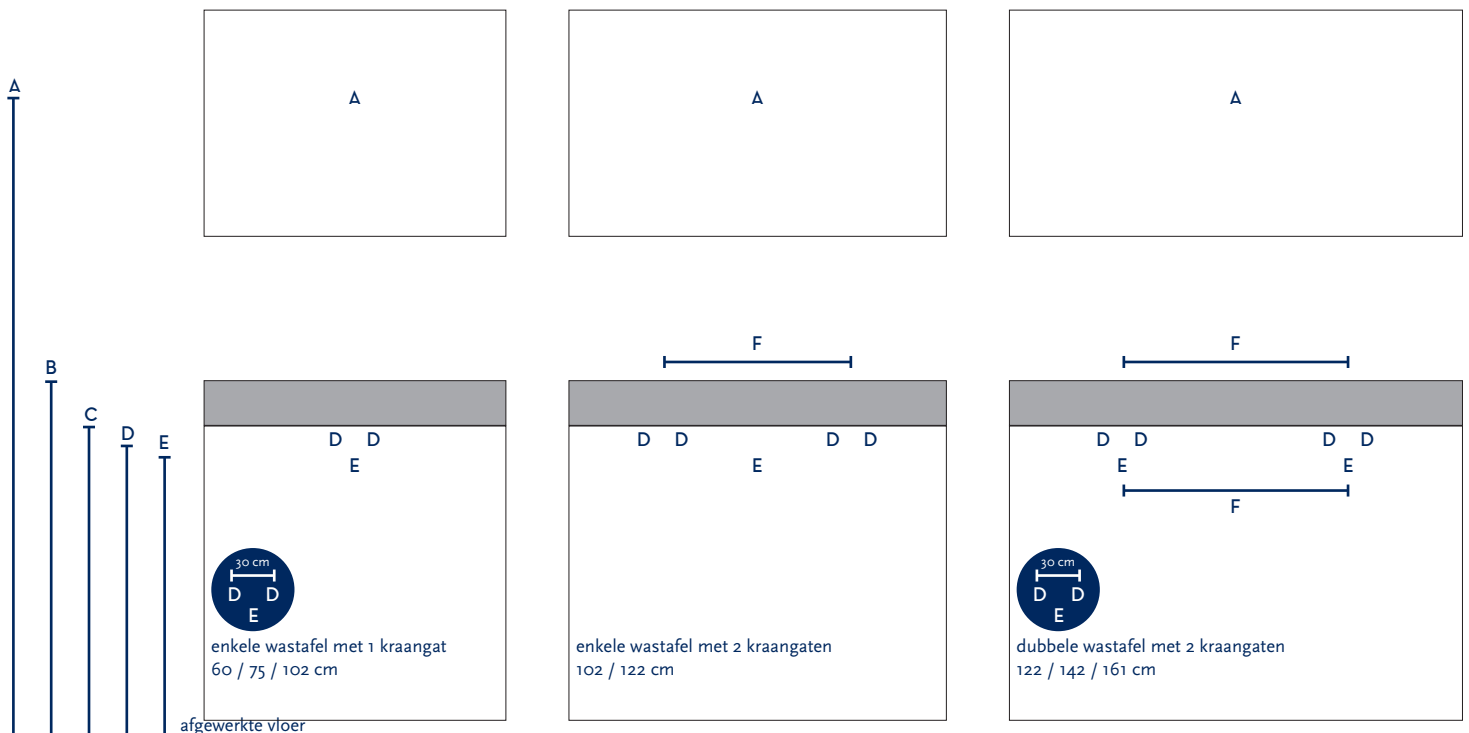 A
A
A
A
B
F
F
C
D
E
D D
D D
D D
D D
D D
E
E
E
E
F
30 cm
D D
E
enkele wastafel met 1 kraangat
60 / 75 / 102 cm
enkele wastafel met 2 kraangaten
102 / 122 cm
30 cm
D D
E
dubbele wastafel met 2 kraangaten
122 / 142 / 161 cm
afgewerkte vloer